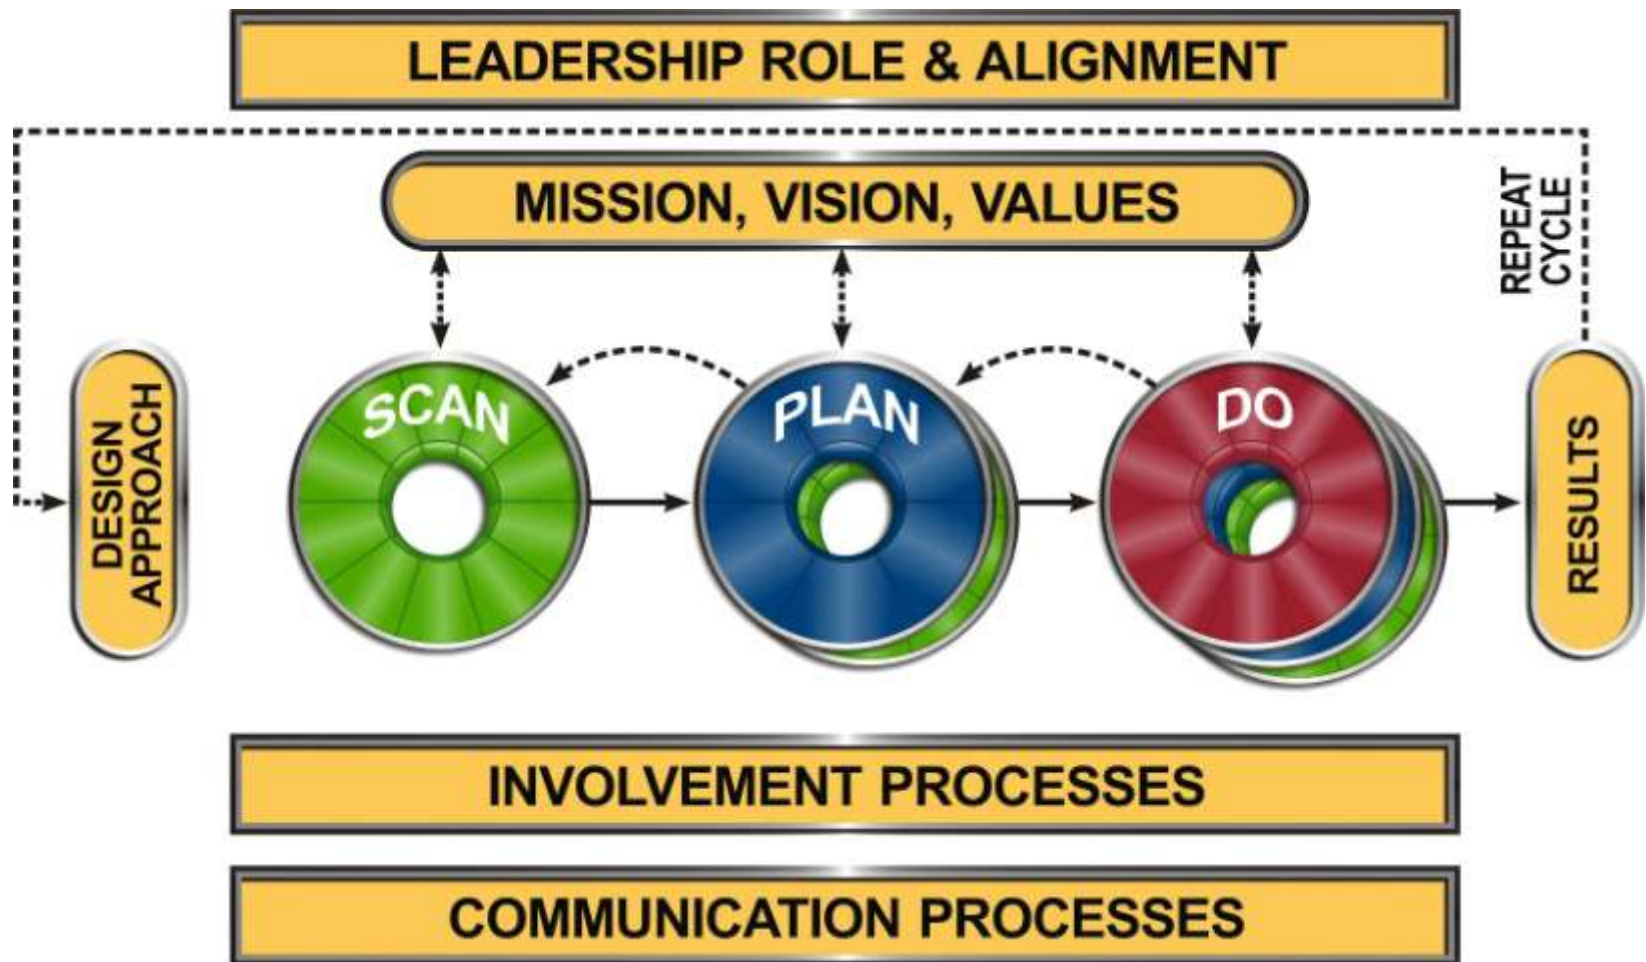 LEADERSHIP ROLE & ALIGNMENT
MISSION, VISION, VALUES
REPEAT
CYCLE
DESIGN
APPROACH
SCAN
PLAN
DO
RESULTS
INVOLVEMENT PROCESSES
COMMUNICATION PROCESSES